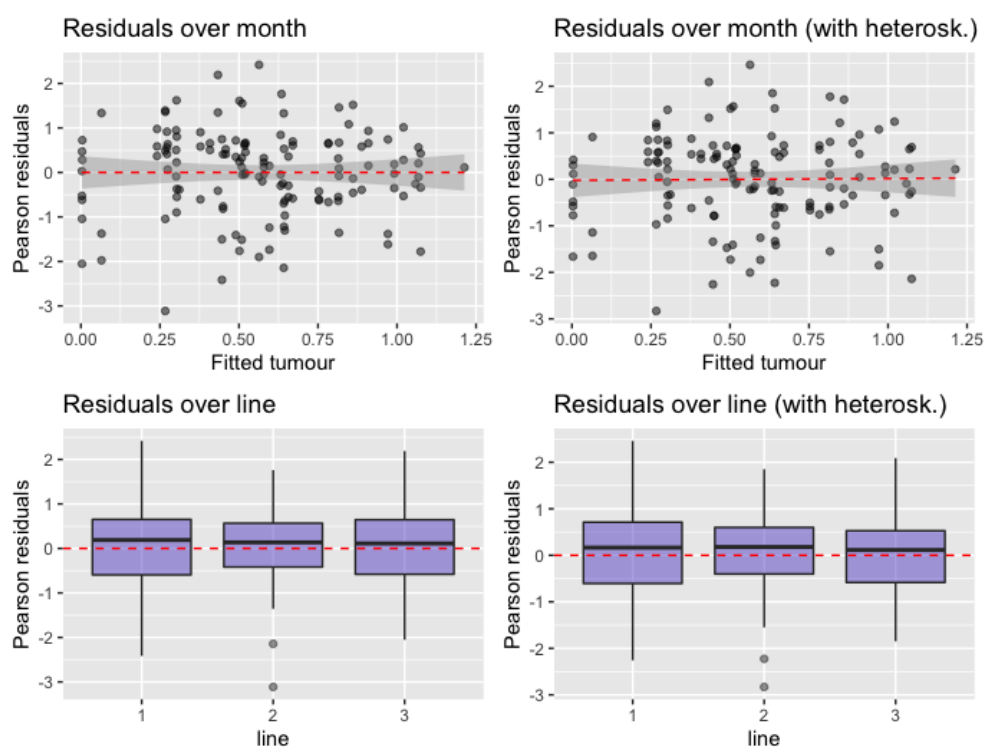 Residuals over month
Pearson residuals
2
1
0
-1
-2
-3
0.00 0.25 0.50 0.75 1.00 1.25
Fitted tumour
Residuals over month (with heterosk.)
Pearson residuals
2
1
0
-1
-2
-3
0.00 0.25 0.50 0.75 1.00 1.25
Fitted tumour
Residuals over line
Pearson residuals
2
1
0
-1
-2
-3
1 2 3
line
Residuals over line (with heterosk.)
Pearson residuals
2
1
0
-1
-2
-3
1 2 3
line